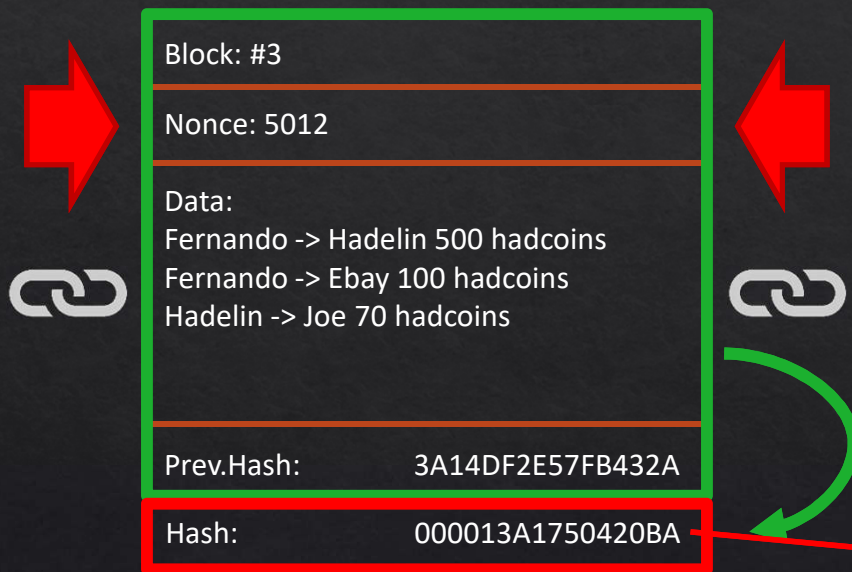 Block: #3
Nonce: 5012
Data:
Fernando -> Hadelin 500 hadcoins
Fernando -> Ebay 100 hadcoins
Hadelin -> Joe 70 hadcoins
Prev.Hash: 3A14DF2E57FB432A
Hash: 000013A1750420BA